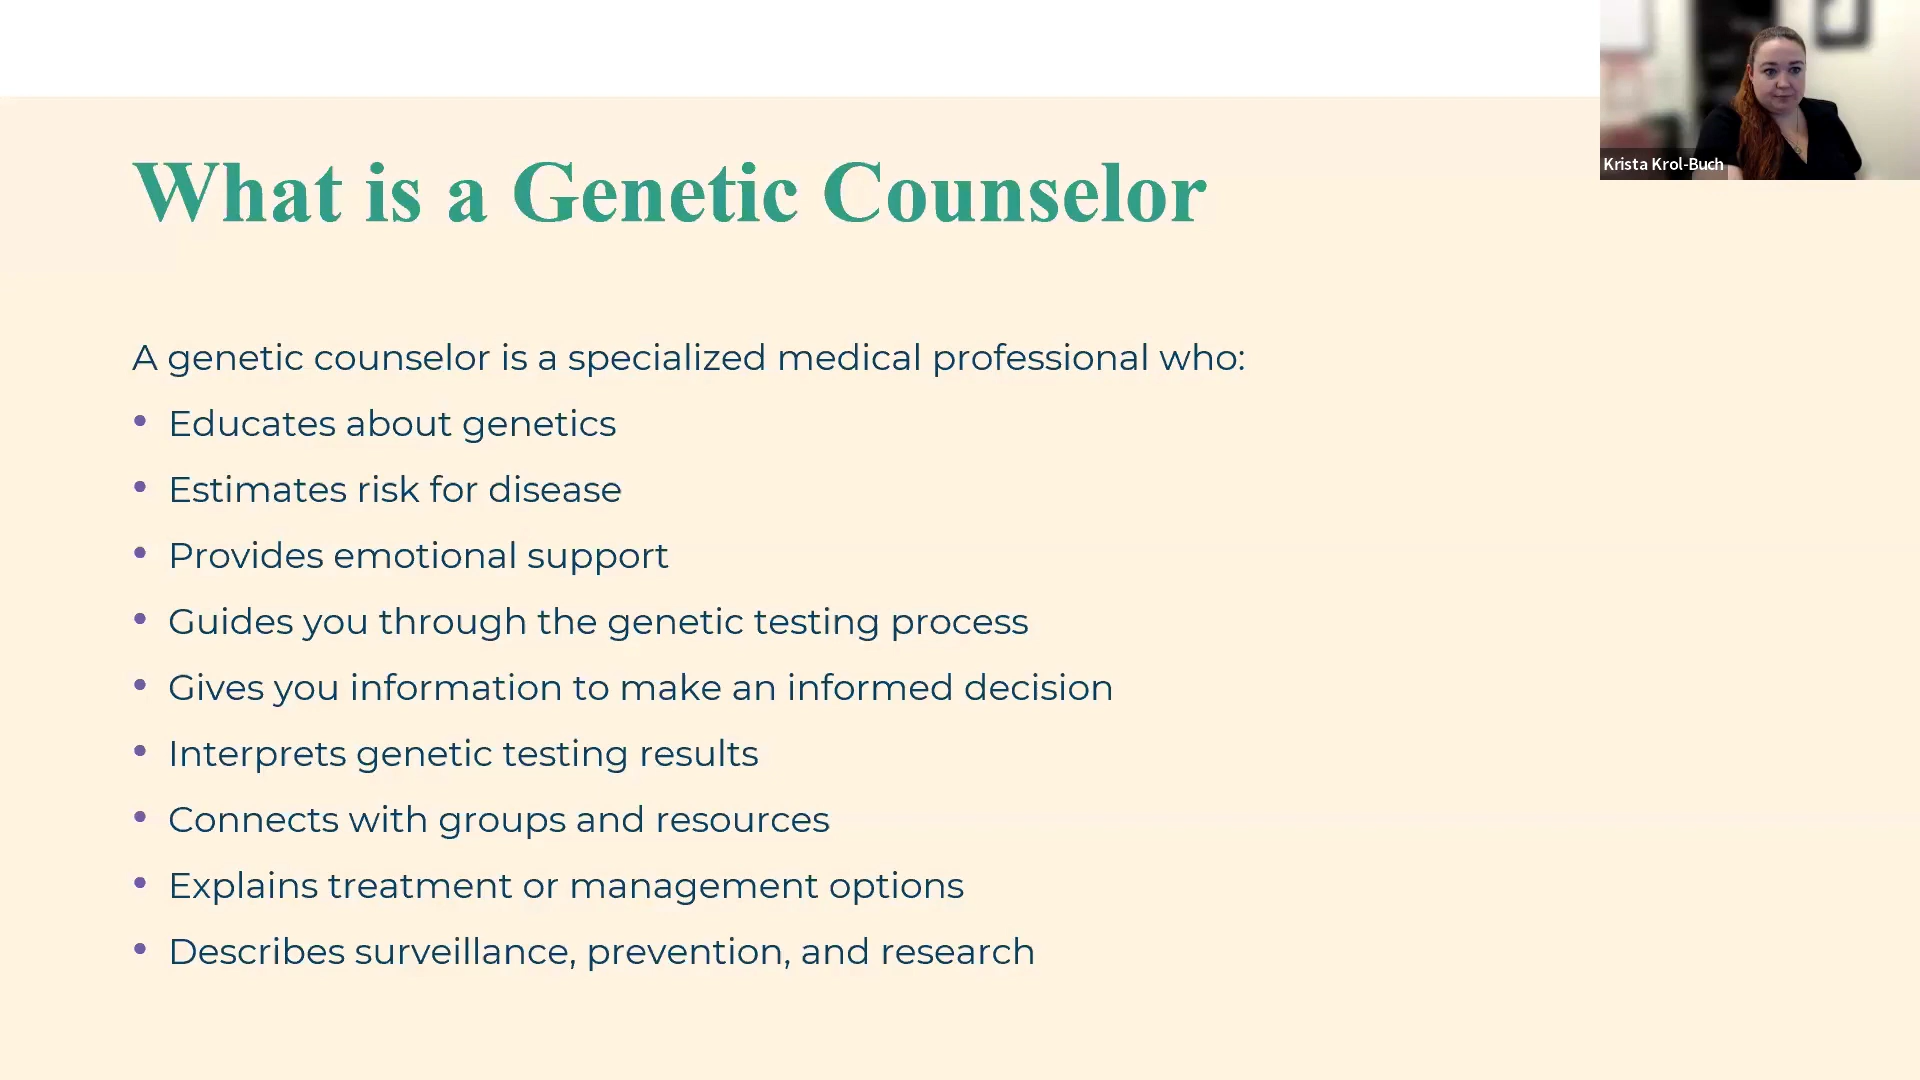 What is a Genetic Counselor
A genetic counselor is a specialized medical professional who:
• Educates about genetics
• Estimates risk for disease
• Provides emotional support
• Guides you through the genetic testing process
• Gives you information to make an informed decision
• Interprets genetic testing results
• Connects with groups and resources
• Explains treatment or management options
• Describes surveillance, prevention, and research
Krista Krol-Buch